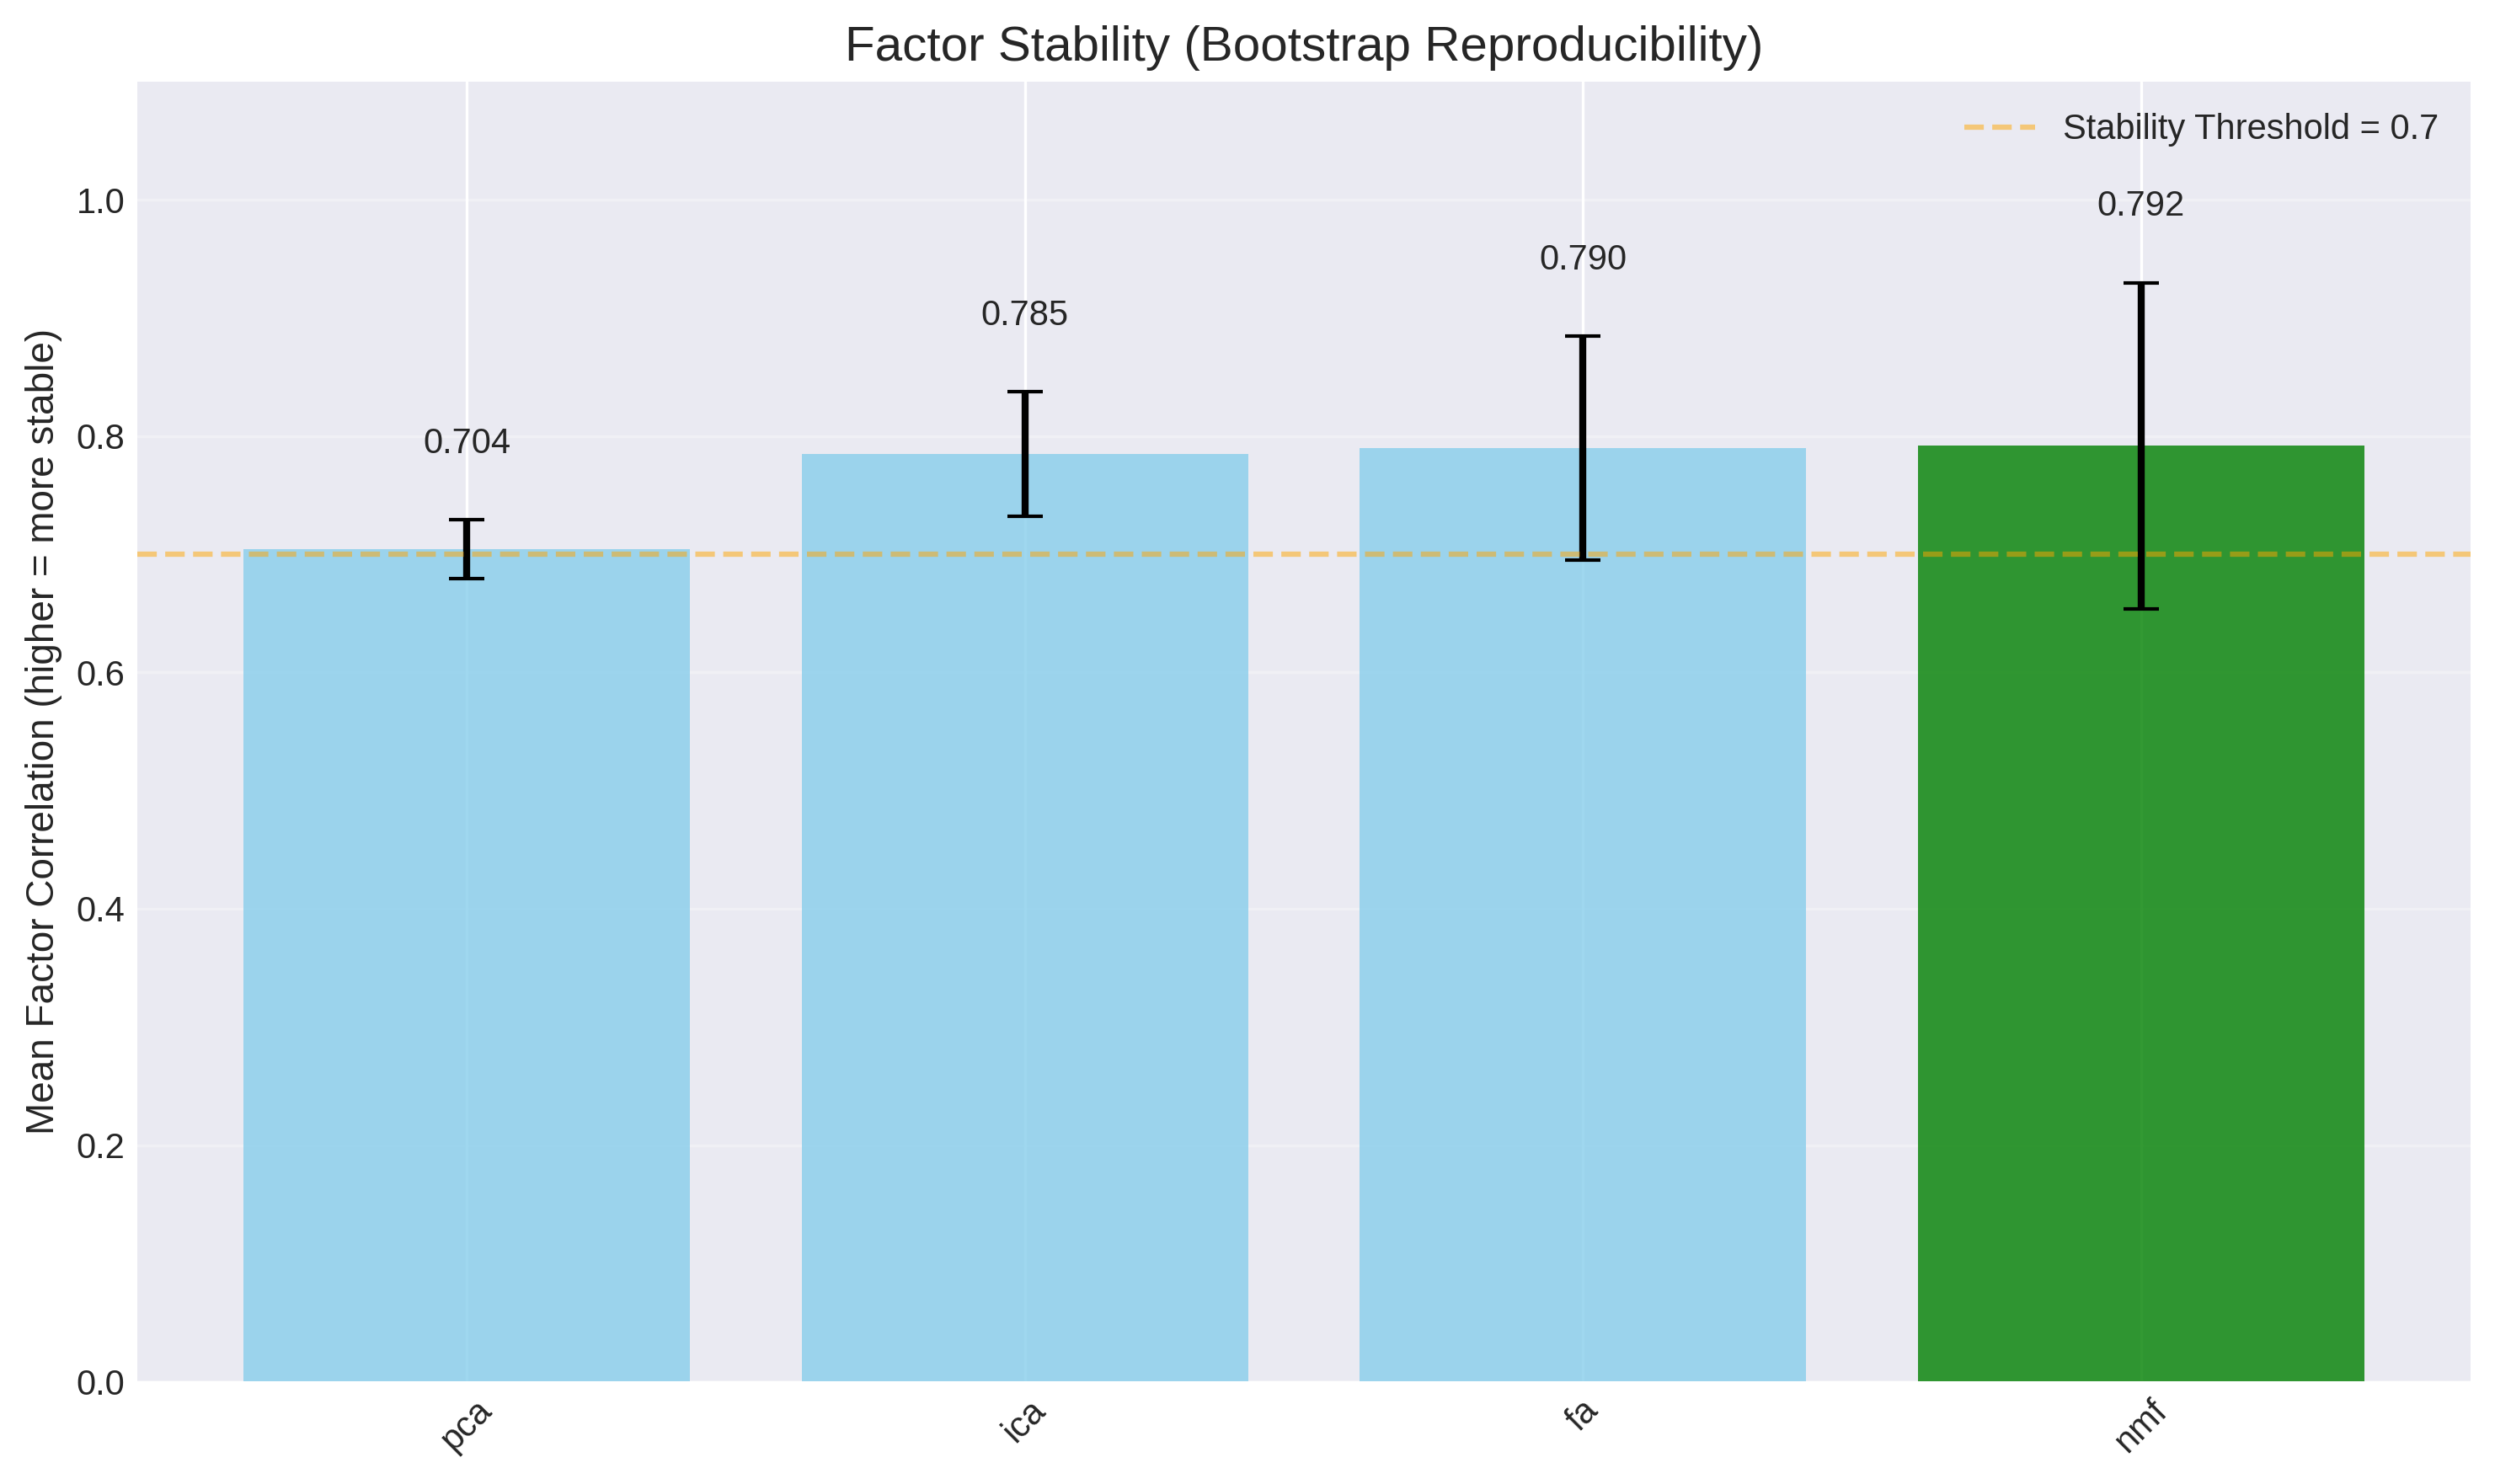 Factor Stability (Bootstrap Reproducibility)
Stability Threshold = 0.7
Mean Factor Correlation (higher = more stable)
1.0
0.8
0.6
0.4
0.2
0.0
0.704
0.785
0.790
0.792
pca
ica
fa
nmf